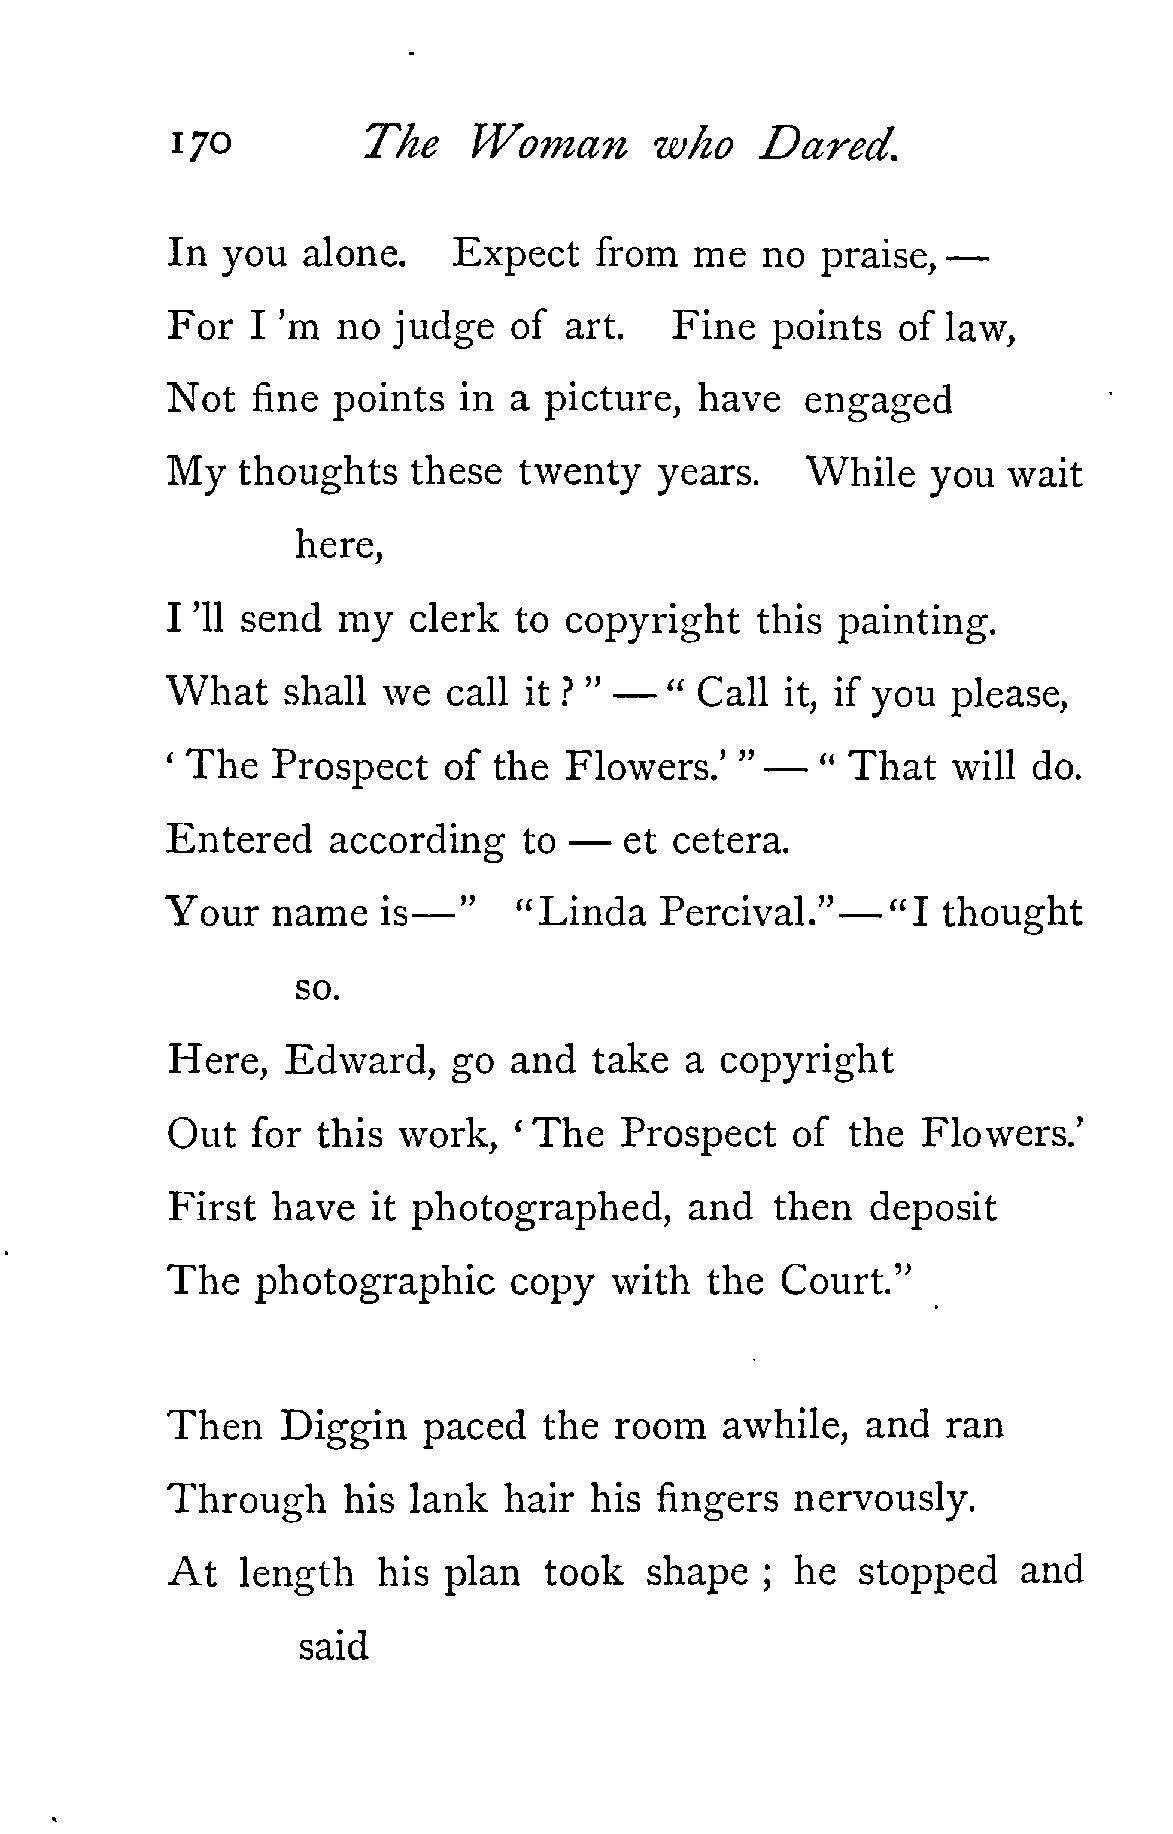 170 The Woman who Dared.
In you alone. Expect from me no praise,—
For I 'm no judge of art. Fine points of law,
Not fine points in a picture, have engaged
My thoughts these twenty years. While you wait
here,
I 'll send my clerk to copyright this painting.
What shall we call it?" — "Call it, if you please,
'The Prospect of the Flowers.'" — "That will do.
Entered according to — et cetera.
Your name is—" "Linda Percival."—"I thought
so.
Here, Edward, go and take a copyright
Out for this work, 'The Prospect of the Flowers.'
First have it photographed, and then deposit
The photographic copy with the Court."
Then Diggin paced the room awhile, and ran
Through his lank hair his fingers nervously.
At length his plan took shape; he stopped and
said